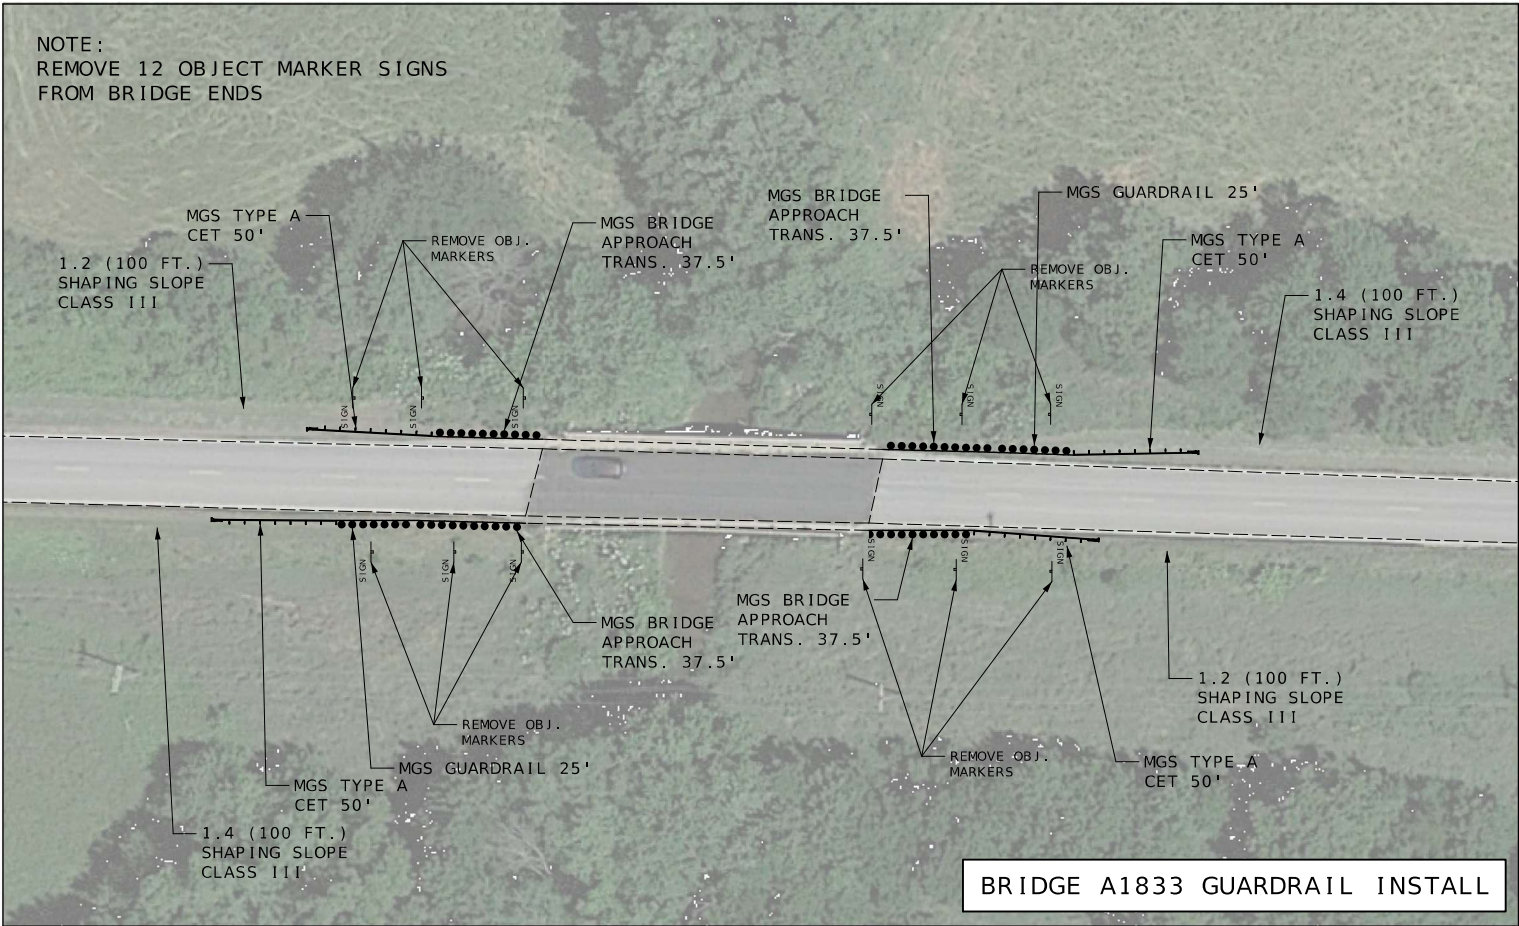 NOTE:
REMOVE 12 OBJECT MARKER SIGNS
FROM BRIDGE ENDS
MGS TYPE A
CET 50'
REMOVE OBJ.
MARKERS
MGS BRIDGE
APPROACH
TRANS. 37.5'
1.2 (100 FT.)
SHAPING SLOPE
CLASS III
MGS BRIDGE
APPROACH
TRANS. 37.5'
MGS GUARDRAIL 25'
MGS TYPE A
CET 50'
REMOVE OBJ.
MARKERS
1.4 (100 FT.)
SHAPING SLOPE
CLASS III
SIGN
SIGN
SIGN
SIGN
SIGN
SIGN
SIGN
SIGN
SIGN
SIGN
SIGN
SIGN
MGS BRIDGE
APPROACH
TRANS. 37.5'
MGS BRIDGE
APPROACH
TRANS. 37.5'
REMOVE OBJ.
MARKERS
MGS GUARDRAIL 25'
MGS TYPE A
CET 50'
1.4 (100 FT.)
SHAPING SLOPE
CLASS III
1.2 (100 FT.)
SHAPING SLOPE
CLASS III
REMOVE OBJ.
MARKERS
MGS TYPE A
CET 50'
BRIDGE A1833 GUARDRAIL INSTALL